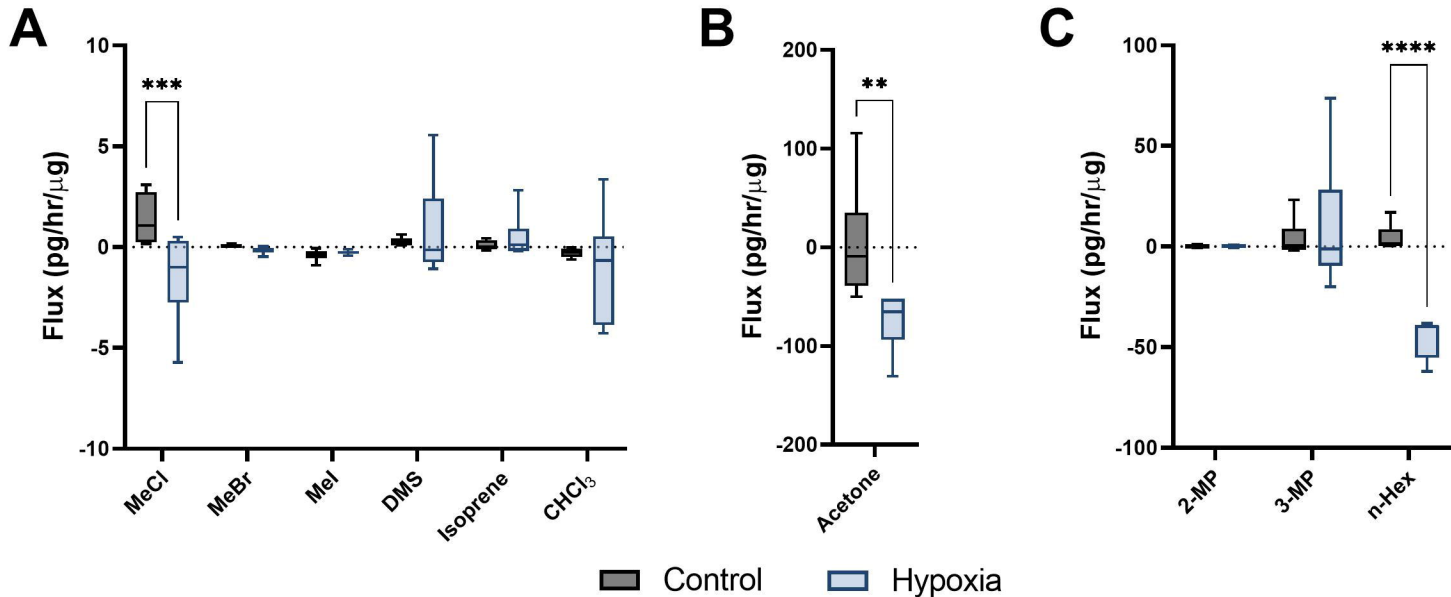 A
Flux (pg/hr/μg)
10
5
0
-5
-10
***
MeCl
MeBr
MeI
DMS
Isoprene
CHCl₃
B
Flux (pg/hr/μg)
200
100
0
-100
-200
**
Acetone
C
Flux (pg/hr/μg)
100
50
0
-50
-100
****
2-MP
3-MP
n-Hex
Control
Hypoxia